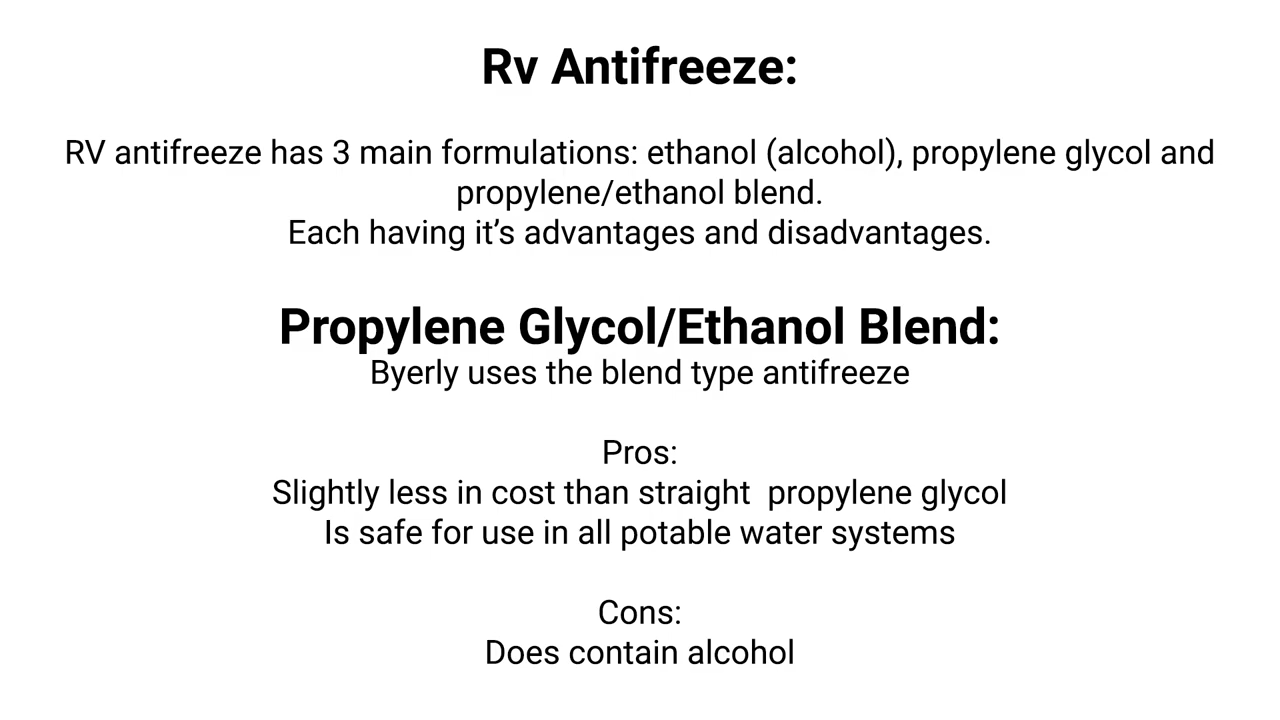 Rv Antifreeze:
RV antifreeze has 3 main formulations: ethanol (alcohol), propylene glycol and
propylene/ethanol blend.
Each having it’s advantages and disadvantages.
Propylene Glycol/Ethanol Blend:
Byerly uses the blend type antifreeze
Pros:
Slightly less in cost than straight  propylene glycol
Is safe for use in all potable water systems
Cons:
Does contain alcohol